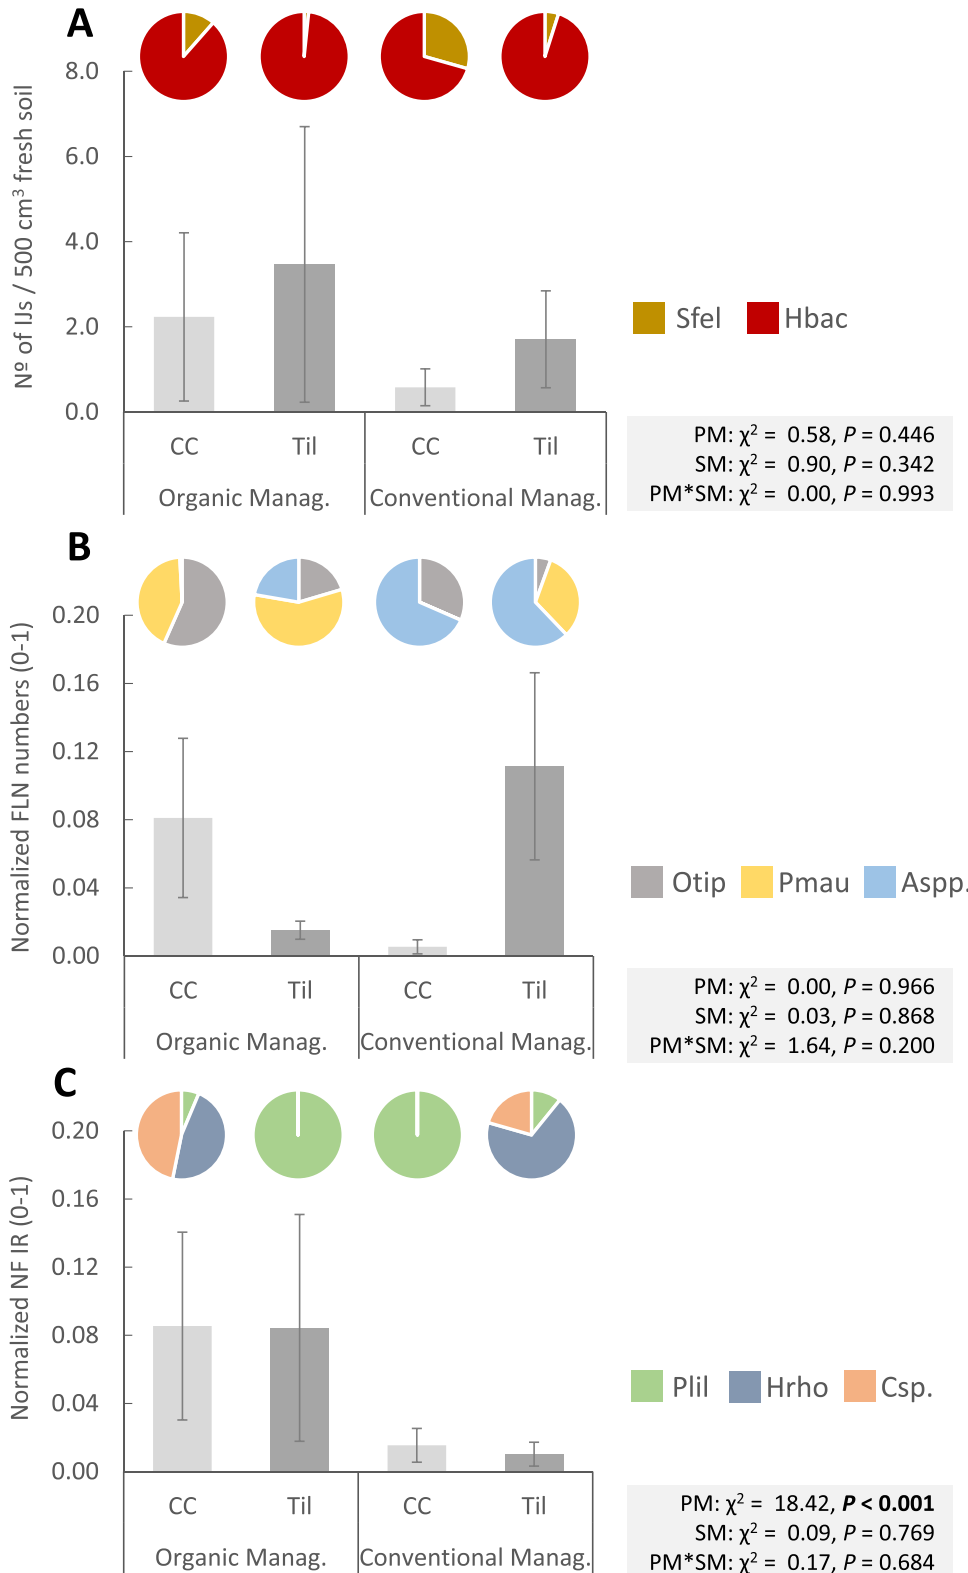 A
Nº of IJs / 500 cm³ fresh soil
8.0
6.0
4.0
2.0
0.0
CC Til CC Til
Organic Manag. Conventional Manag.
Sfel Hbac
PM: χ² = 0.58, P = 0.446
SM: χ² = 0.90, P = 0.342
PM*SM: χ² = 0.00, P = 0.993
B
Normalized FLN numbers (0-1)
0.20
0.16
0.12
0.08
0.04
0.00
CC Til CC Til
Organic Manag. Conventional Manag.
Otip Pmau Aspp.
PM: χ² = 0.00, P = 0.966
SM: χ² = 0.03, P = 0.868
PM*SM: χ² = 1.64, P = 0.200
C
Normalized NF IR (0-1)
0.20
0.16
0.12
0.08
0.04
0.00
CC Til CC Til
Organic Manag. Conventional Manag.
Plil Hrho Csp.
PM: χ² = 18.42, P < 0.001
SM: χ² = 0.09, P = 0.769
PM*SM: χ² = 0.17, P = 0.684